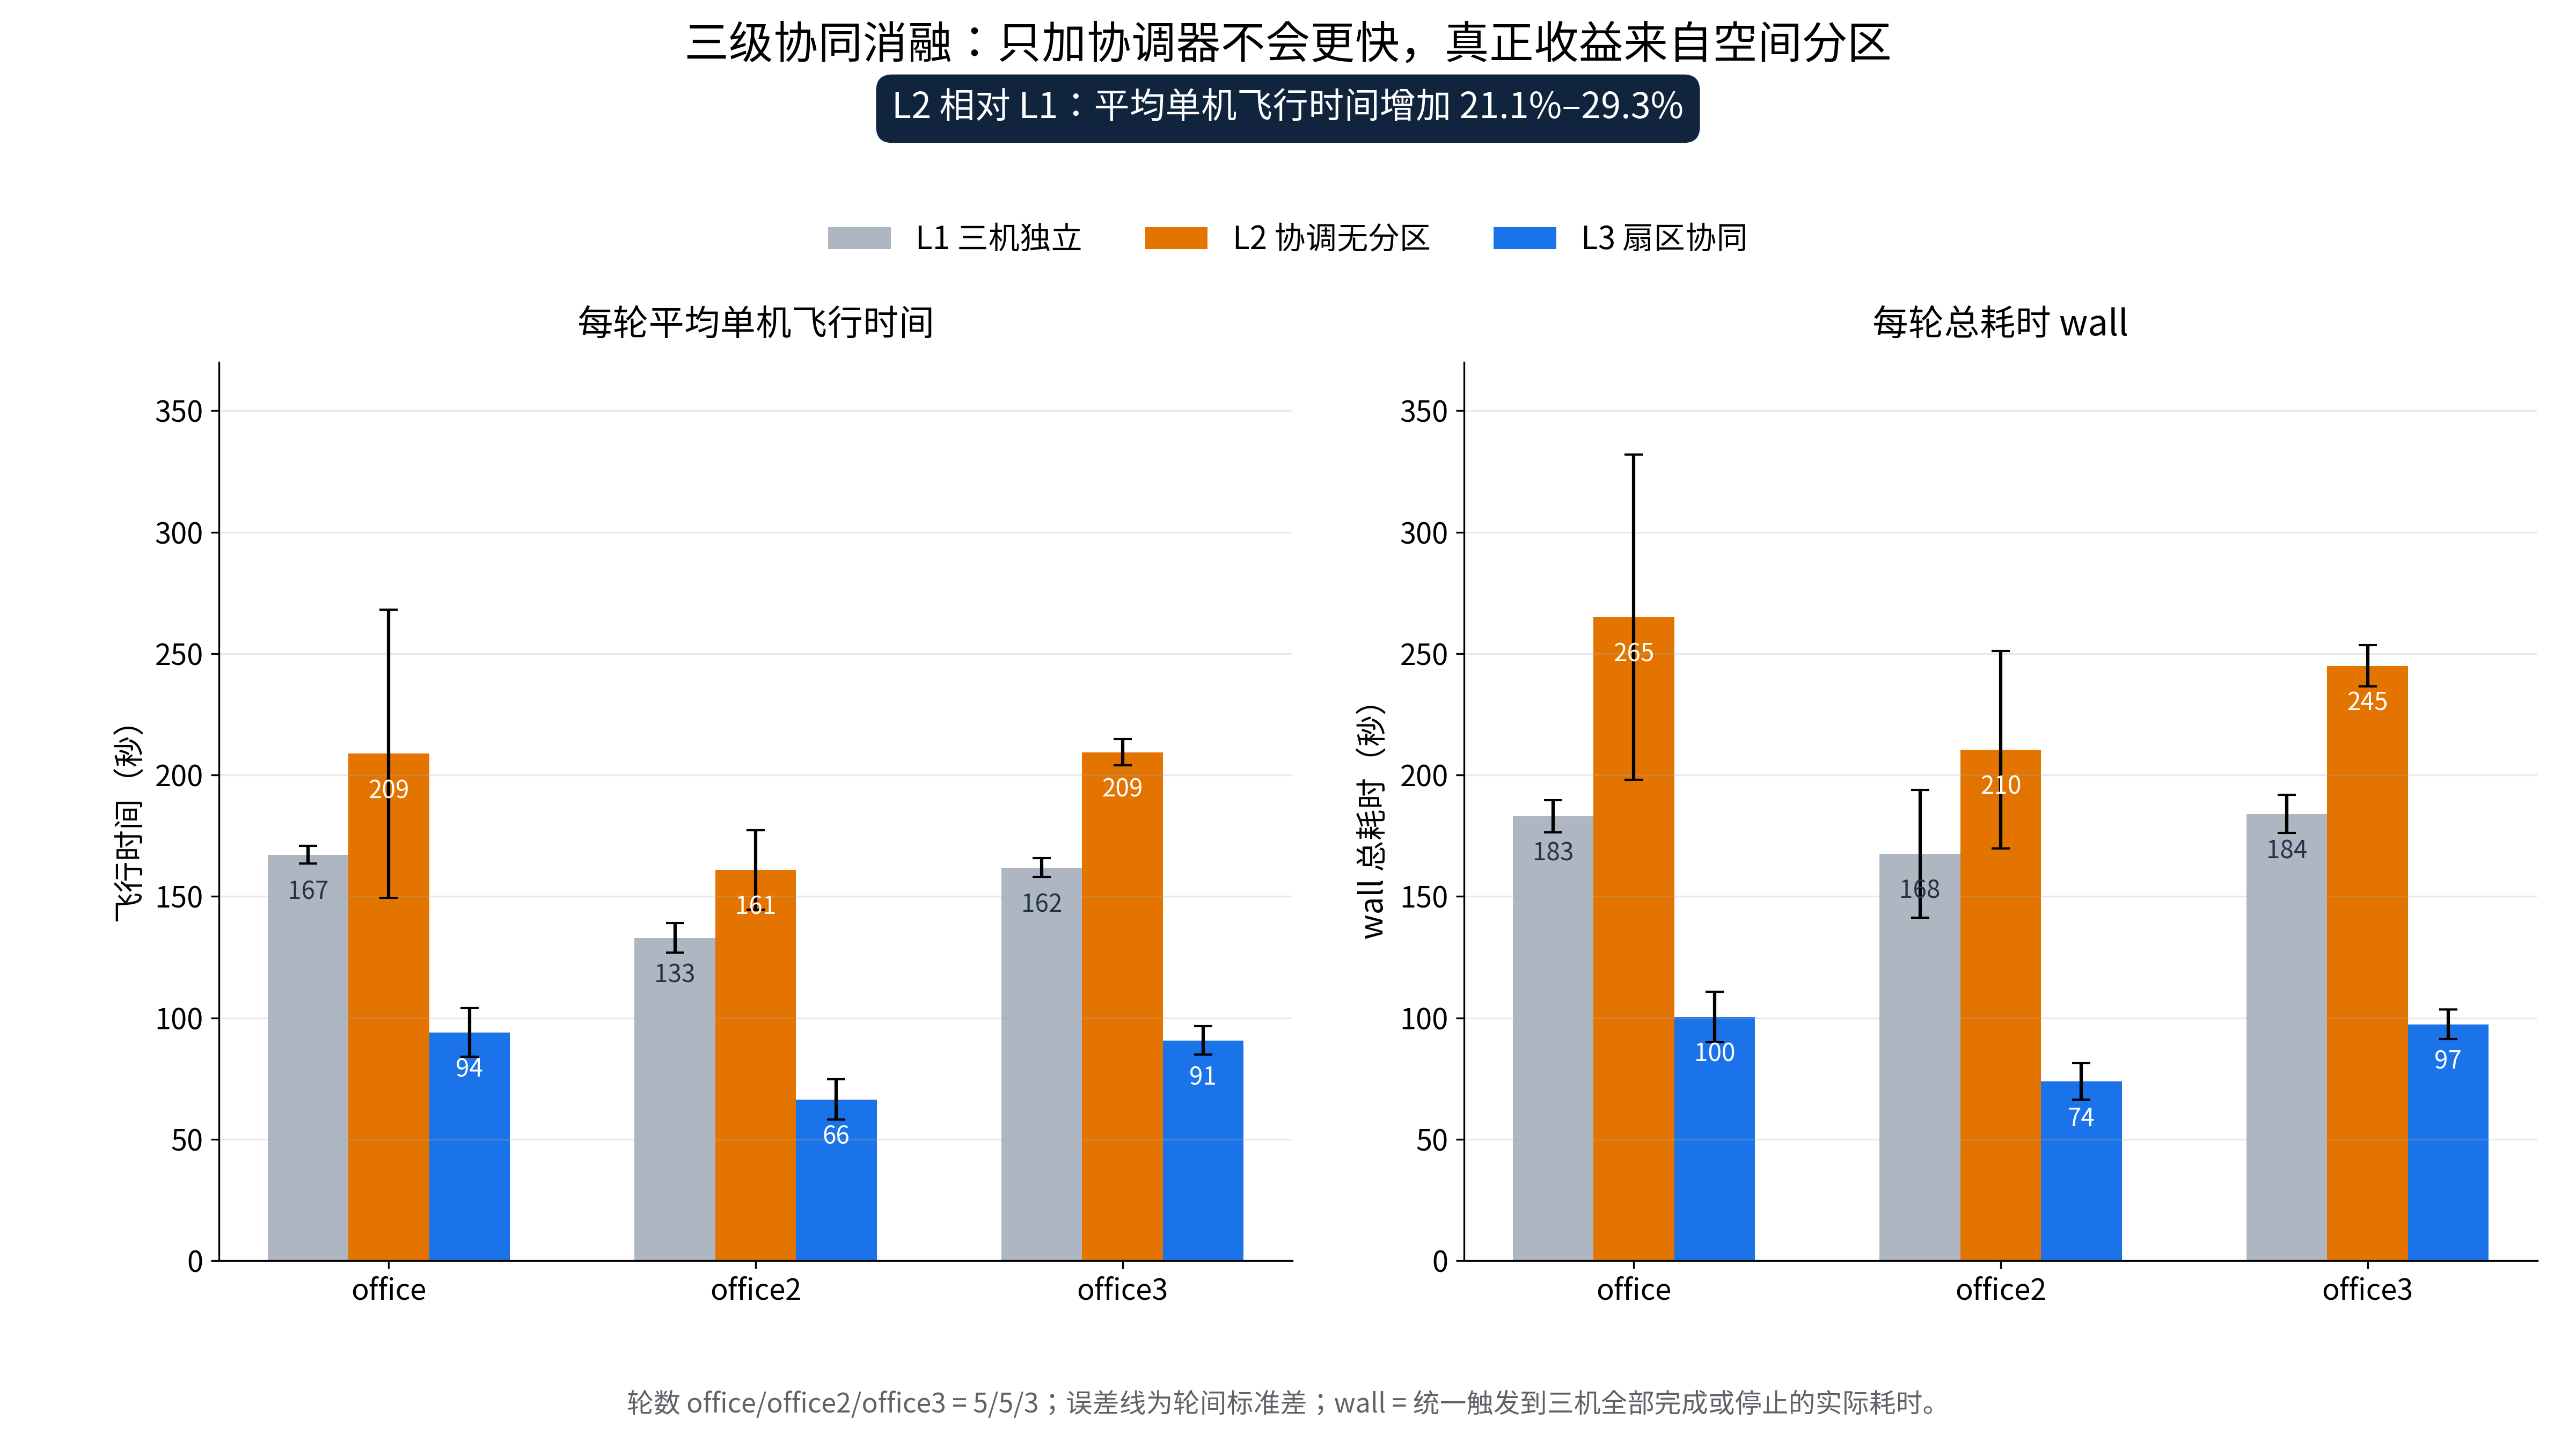 三级协同消融：只加协调器不会更快，真正收益来自空间分区
L2 相对 L1：平均单机飞行时间增加 21.1%–29.3%
L1 三机独立
L2 协调无分区
L3 扇区协同
每轮平均单机飞行时间
飞行时间（秒）
350
300
250
200
150
100
50
0
167
209
94
133
161
66
162
209
91
office
office2
office3
每轮总耗时 wall
wall 总耗时（秒）
350
300
250
200
150
100
50
0
183
265
100
168
210
74
184
245
97
office
office2
office3
轮数 office/office2/office3 = 5/5/3；误差线为轮间标准差；wall = 统一触发到三机全部完成或停止的实际耗时。